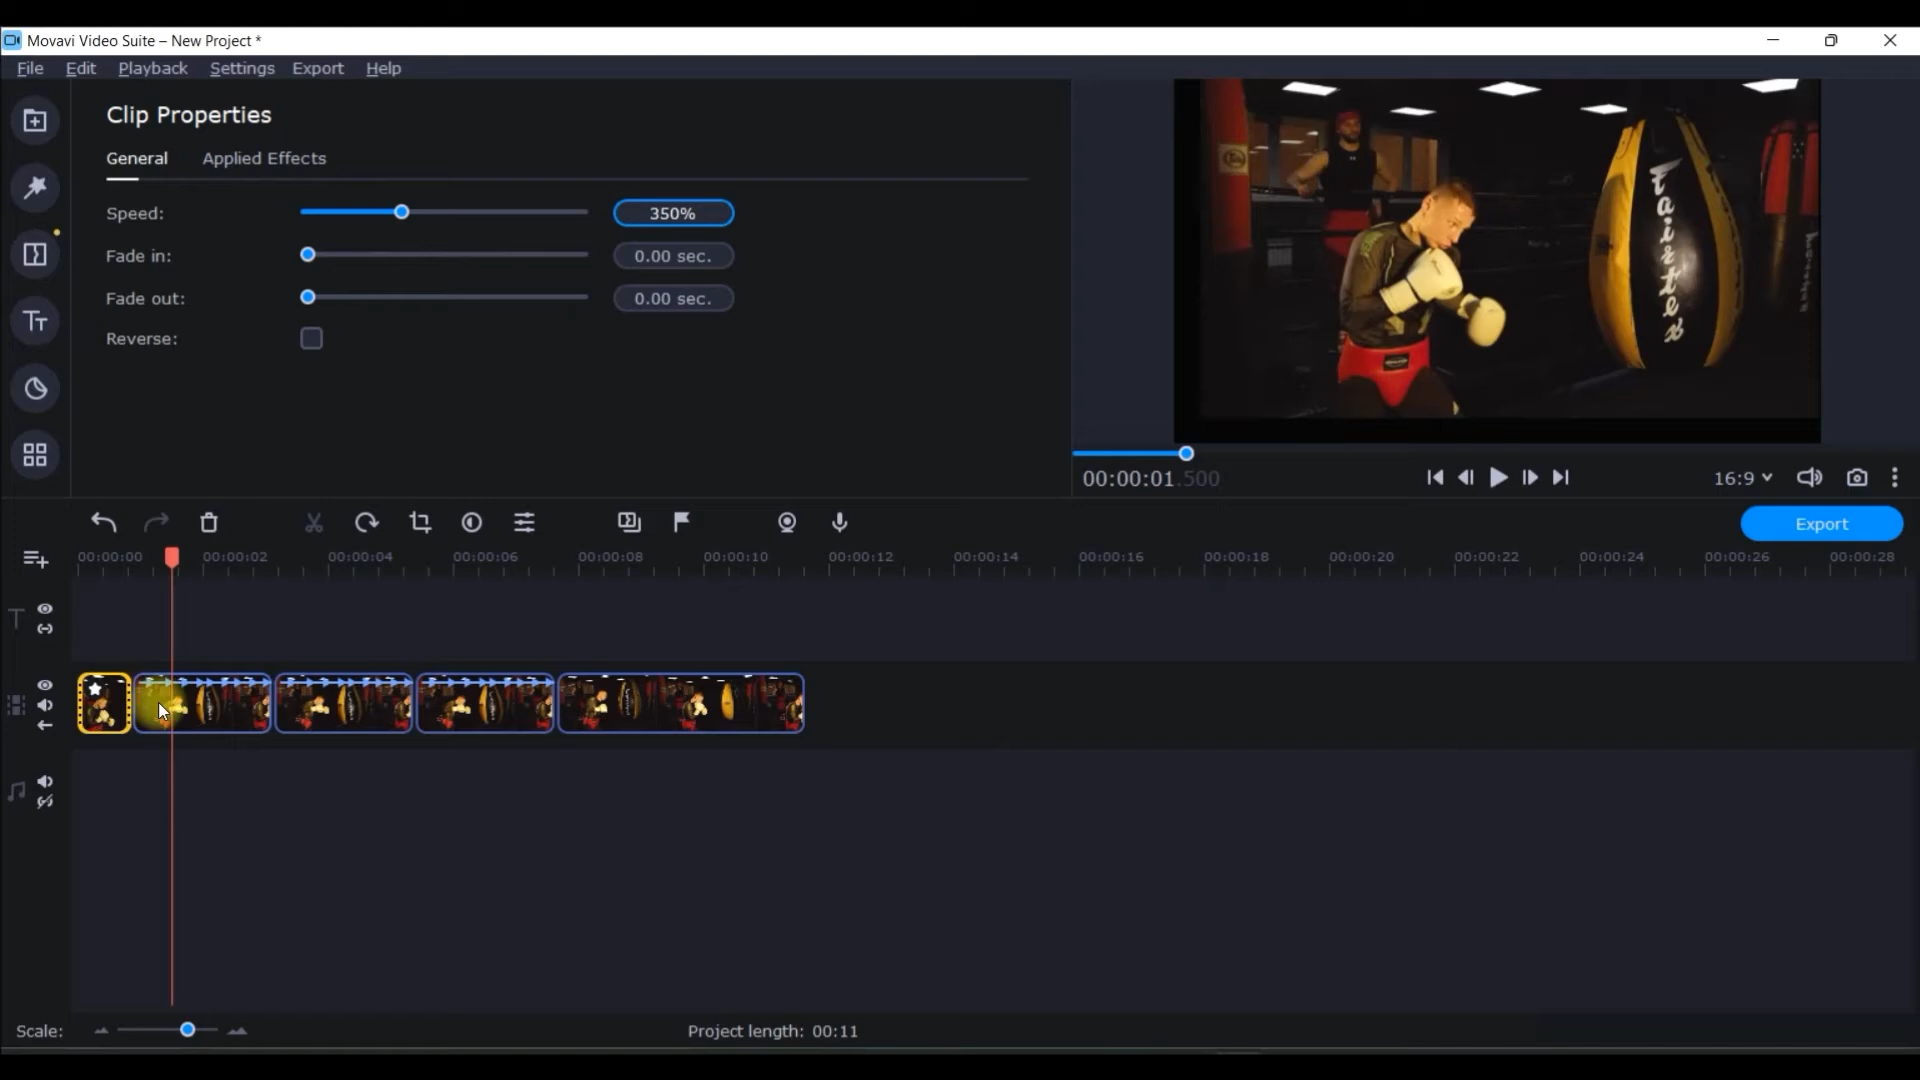 Movavi Video Suite – New Project *
File Edit Playback Settings Export Help
Clip Properties
General Applied Effects
Speed: 350%
Fade in: 0.00 sec.
Fade out: 0.00 sec.
Reverse:
00:00:01.500
16:9
Export
00:00:00 00:00:02 00:00:04 00:00:06 00:00:08 00:00:10 00:00:12 00:00:14 00:00:16 00:00:18 00:00:20 00:00:22 00:00:24 00:00:26 00:00:28
Scale: Project length: 00:11